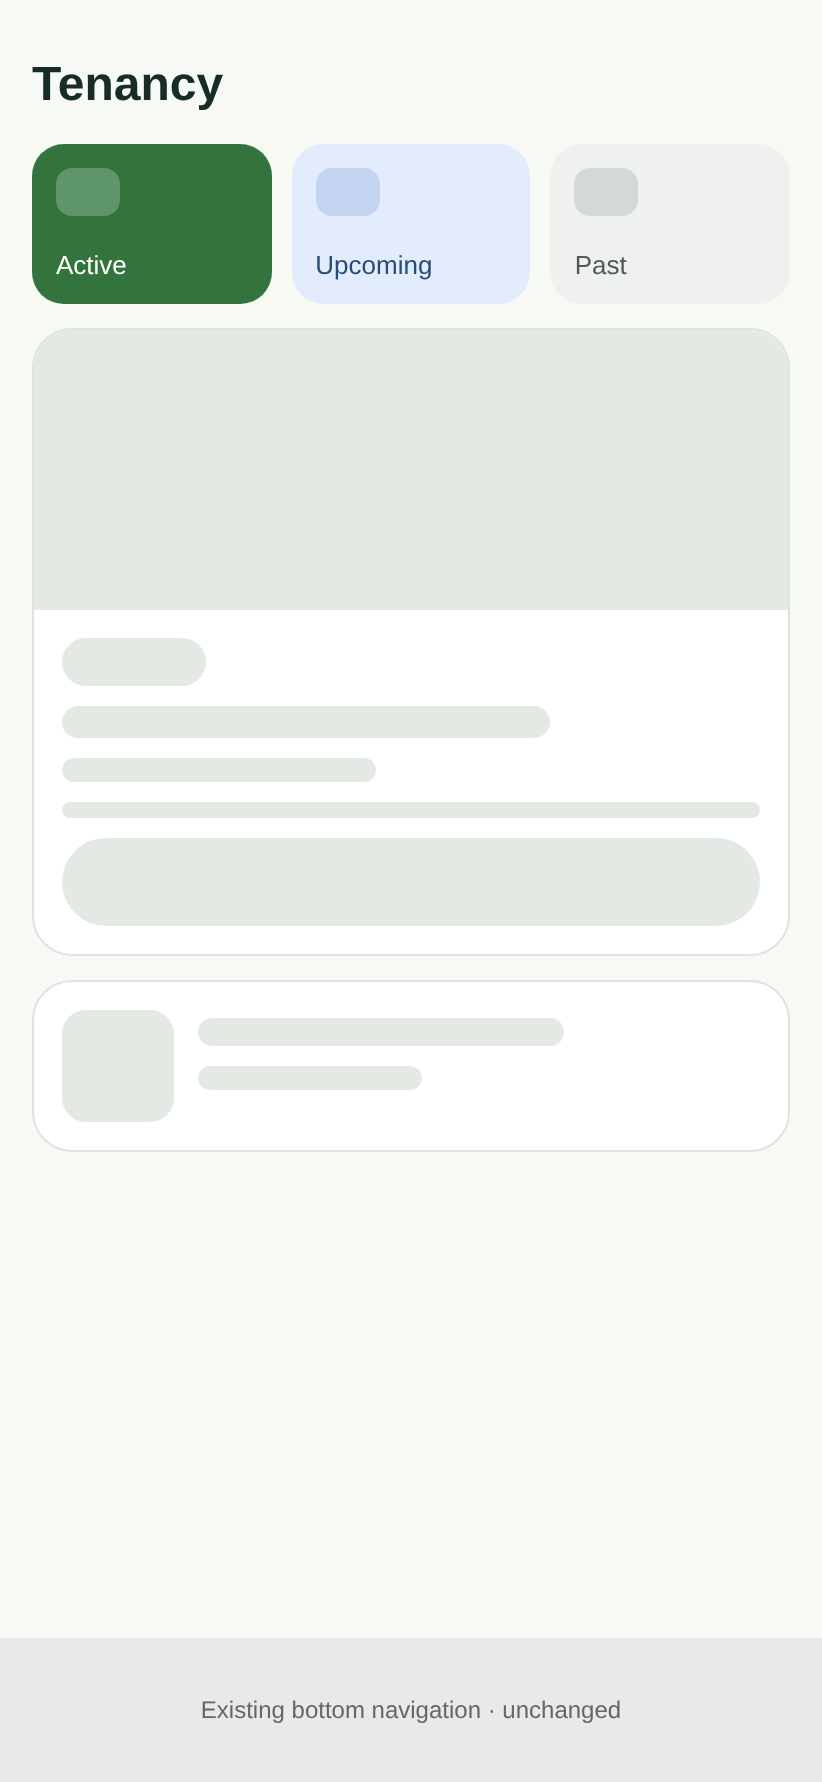 Tenancy
Active
Upcoming
Past
Existing bottom navigation · unchanged